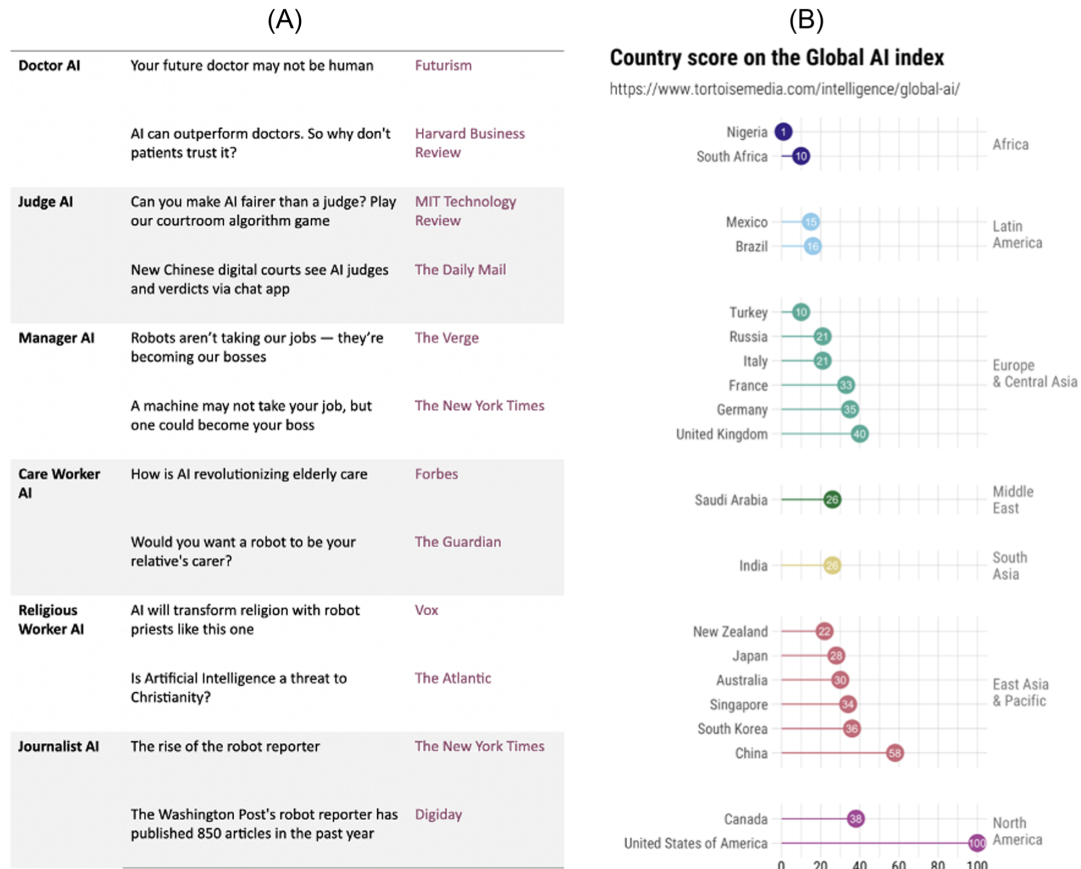 (A)
Doctor AI
Your future doctor may not be human
Futurism
AI can outperform doctors. So why don't
patients trust it?
Harvard Business
Review
Judge AI
Can you make AI fairer than a judge? Play
our courtroom algorithm game
MIT Technology
Review
New Chinese digital courts see AI judges
and verdicts via chat app
The Daily Mail
Manager AI
Robots aren’t taking our jobs — they’re
becoming our bosses
The Verge
A machine may not take your job, but
one could become your boss
The New York Times
Care Worker
AI
How is AI revolutionizing elderly care
Forbes
Would you want a robot to be your
relative's carer?
The Guardian
Religious
Worker AI
AI will transform religion with robot
priests like this one
Vox
Is Artificial Intelligence a threat to
Christianity?
The Atlantic
Journalist AI
The rise of the robot reporter
The New York Times
The Washington Post's robot reporter has
published 850 articles in the past year
Digiday
(B)
Country score on the Global AI index
https://www.tortoisemedia.com/intelligence/global-ai/
Nigeria 1
South Africa 10
Africa
Mexico 15
Brazil 16
Latin
America
Turkey 10
Russia 21
Italy 21
France 33
Germany 35
United Kingdom 40
Europe
& Central Asia
Saudi Arabia 26
Middle
East
India 26
South
Asia
New Zealand 22
Japan 28
Australia 30
Singapore 34
South Korea 36
China 58
East Asia
& Pacific
Canada 38
United States of America 100
North
America
0 20 40 60 80 100